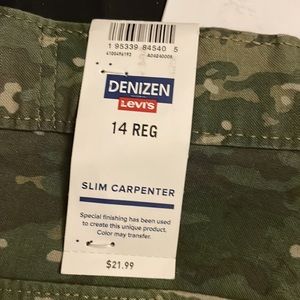 1 95339 84540 5
DENIZEN
FROM
LEVI'S
14 REG
SLIM CARPENTER
Special finishing has been used
to create this unique product.
Color may transfer.
$21.99